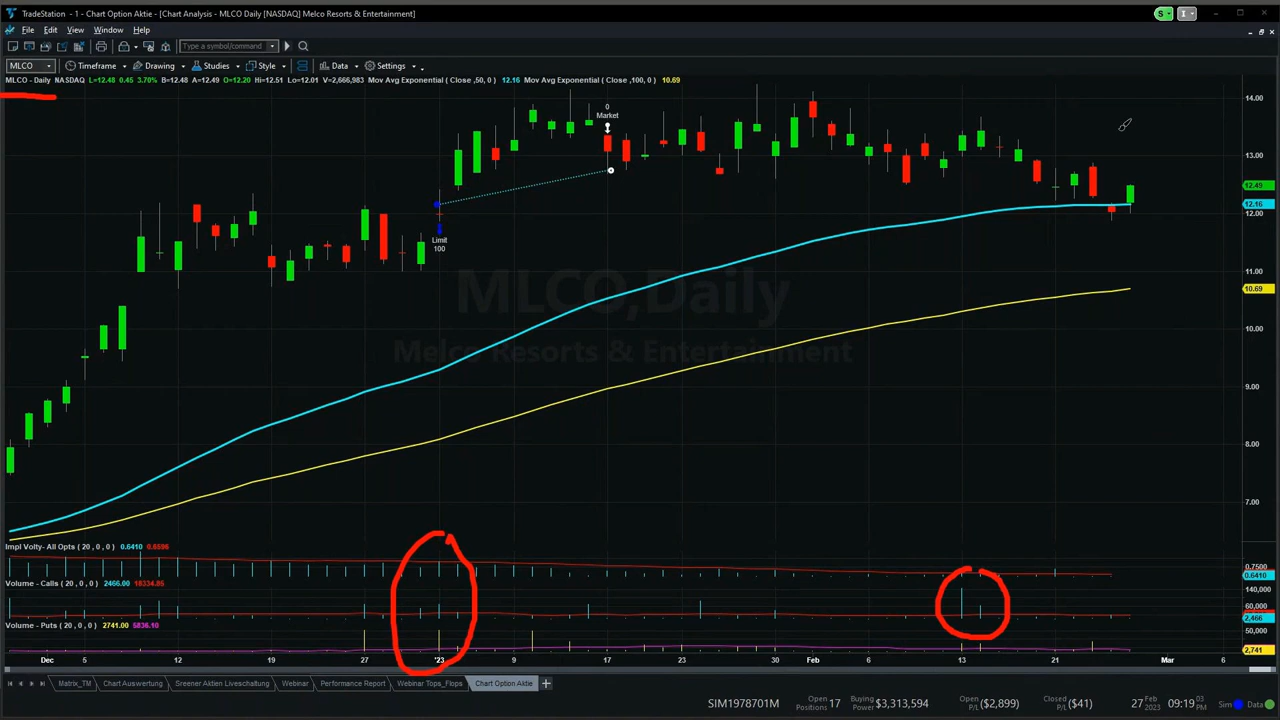 TradeStation - 1 - Chart Option Aktie - [Chart Analysis - MLCO Daily [NASDAQ] Melco Resorts & Entertainment]
S
I
File Edit View Insert Window Help
Type a symbol/command
MLCO Timeframe Drawing Studies Style Data Settings
MLCO - Daily NASDAQ L=12.48 0.45 3.70% B=12.48 A=12.49 O=12.20 Hi=12.51 Lo=12.01 V=2,666,983 Mov Avg Exponential ( Close ,50, 0 ) 12.16 Mov Avg Exponential ( Close ,100, 0 ) 10.69
14.00
0
Market
13.00
12.49
12.16
12.00
Limit
100
11.00
10.69
MLCO,Daily
Melco Resorts & Entertainment
10.00
9.00
8.00
7.00
Impl Volty- All Opts ( 20 , 0 , 0 ) 0.6410 0.6596
0.7500
0.6410
Volume - Calls ( 20 , 0 , 0 ) 2466.00 18334.85
140,000
60,000
2,466
Volume - Puts ( 20 , 0 , 0 ) 2741.00 5836.10
50,000
2,741
Dec 5 12 27 '23 9 17 23 30 Feb 6 13 21 Mar 6
Matrix_TM Chart Auswertung Sreener Aktien Liveschaltung Webinar Performance Report Webinar Tops_Flops Chart Option Aktie
SIM1978701M Open Positions 17 Buying Power $3,313,594 Open P/L ($2,899) Closed P/L ($41) 27 Feb 2023 09:19 03 PM Sim Data